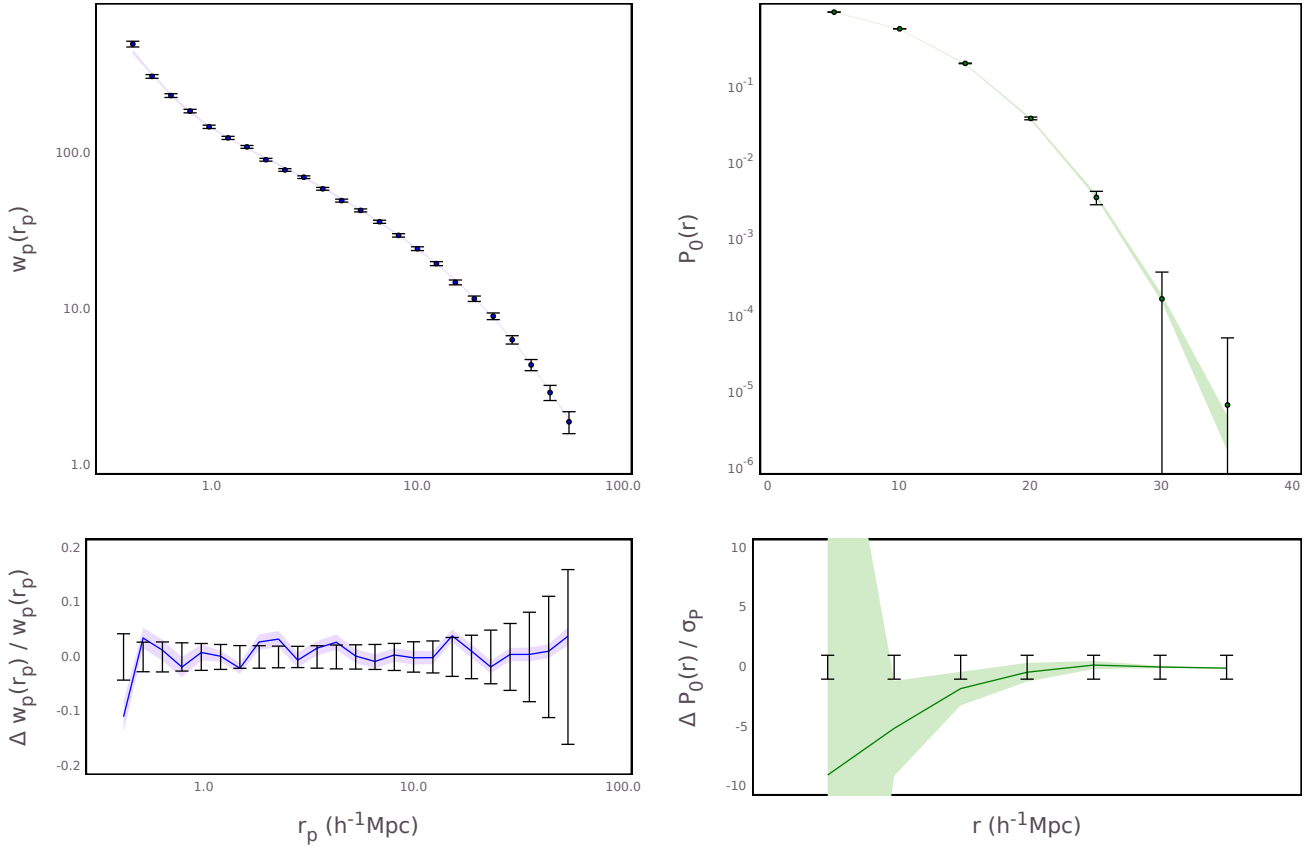 100.0
10.0
1.0
w_p(r_p)
1.0 10.0 100.0
10^-1
10^-2
10^-3
10^-4
10^-5
10^-6
P_0(r)
0 10 20 30 40
0.2
0.1
0.0
-0.1
-0.2
Δ w_p(r_p) / w_p(r_p)
1.0 10.0 100.0
r_p (h^-1Mpc)
10
5
0
-5
-10
Δ P_0(r) / σ_P
r (h^-1Mpc)